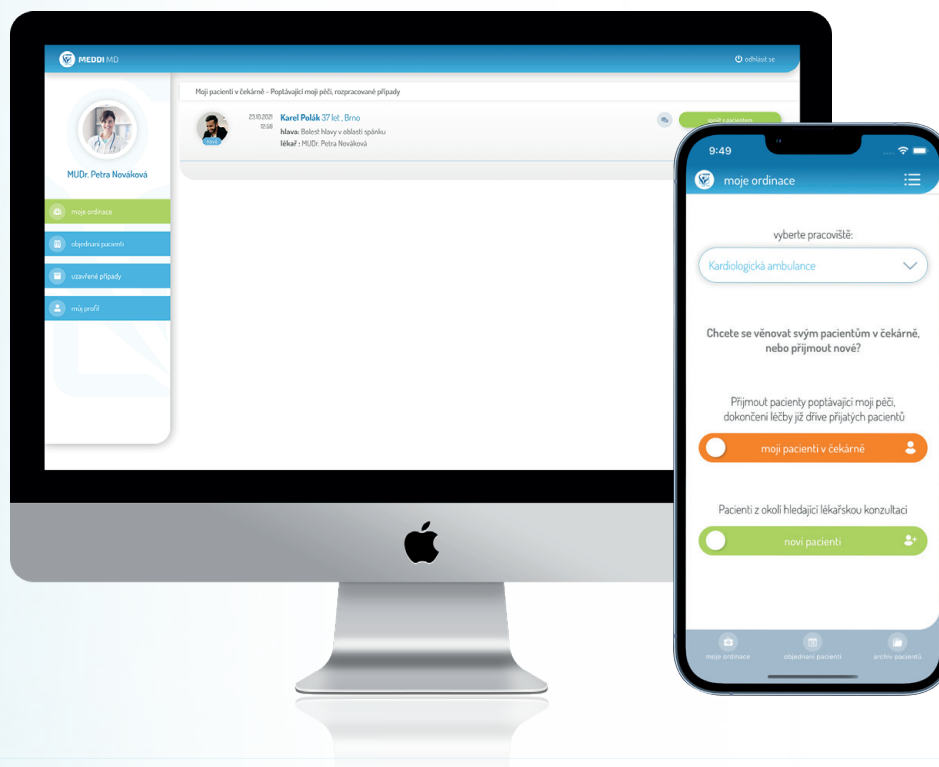 MEDDI MD
odhlásit se
MUDr. Petra Nováková
moje ordinace
objednaní pacienti
uzavřené případy
můj profil
Moji pacienti v čekárně - Poptávající moji péči, rozpracované případy
23.10.2021
12:58
Karel Polák 37 let , Brno
hlava: Bolest hlavy v oblasti spánku
lékař : MUDr. Petra Nováková
9:49
moje ordinace
vyberte pracoviště:
Kardiologická ambulance
Chcete se věnovat svým pacientům v čekárně,
nebo přijmout nové?
Přijmout pacienty poptávající moji péči,
dokončení léčby již dříve přijatých pacientů
moji pacienti v čekárně
Pacienti z okolí hledající lékařskou konzultaci
noví pacienti
moje ordinace
objednaní pacienti
archiv pacientů